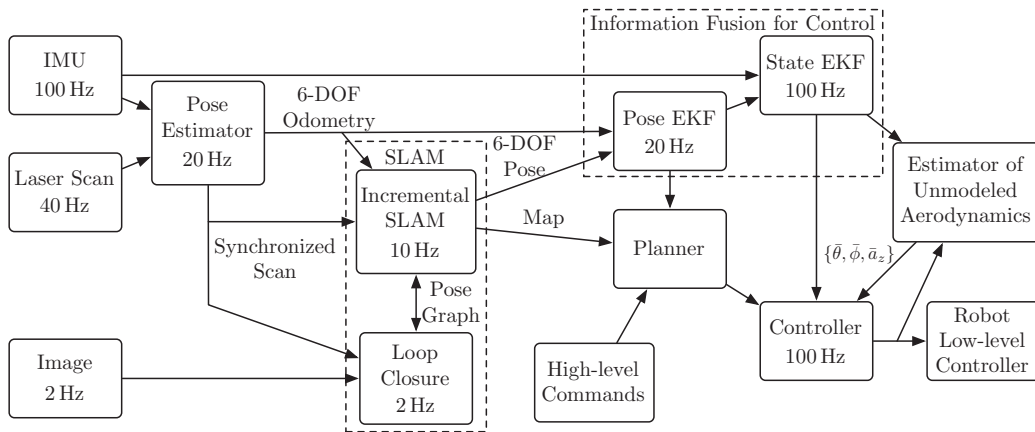 Information Fusion for Control
IMU
100 Hz
State EKF
100 Hz
Pose
Estimator
20 Hz
6-DOF
Odometry
Pose EKF
20 Hz
6-DOF
Pose
Laser Scan
40 Hz
SLAM
Incremental
SLAM
10 Hz
Estimator of
Unmodeled
Aerodynamics
Synchronized
Scan
Map
Planner
{θ̄, φ̄, ā_z}
Pose
Graph
Image
2 Hz
Loop
Closure
2 Hz
High-level
Commands
Controller
100 Hz
Robot
Low-level
Controller